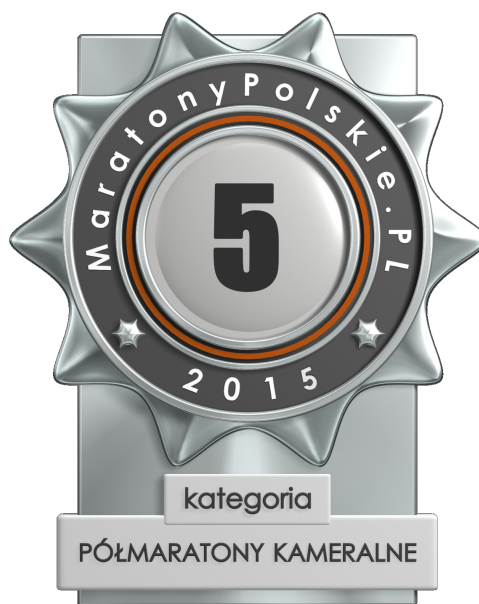 MaratonyPolskie.PL
5
2015
kategoria
PÓŁMARATONY KAMERALNE